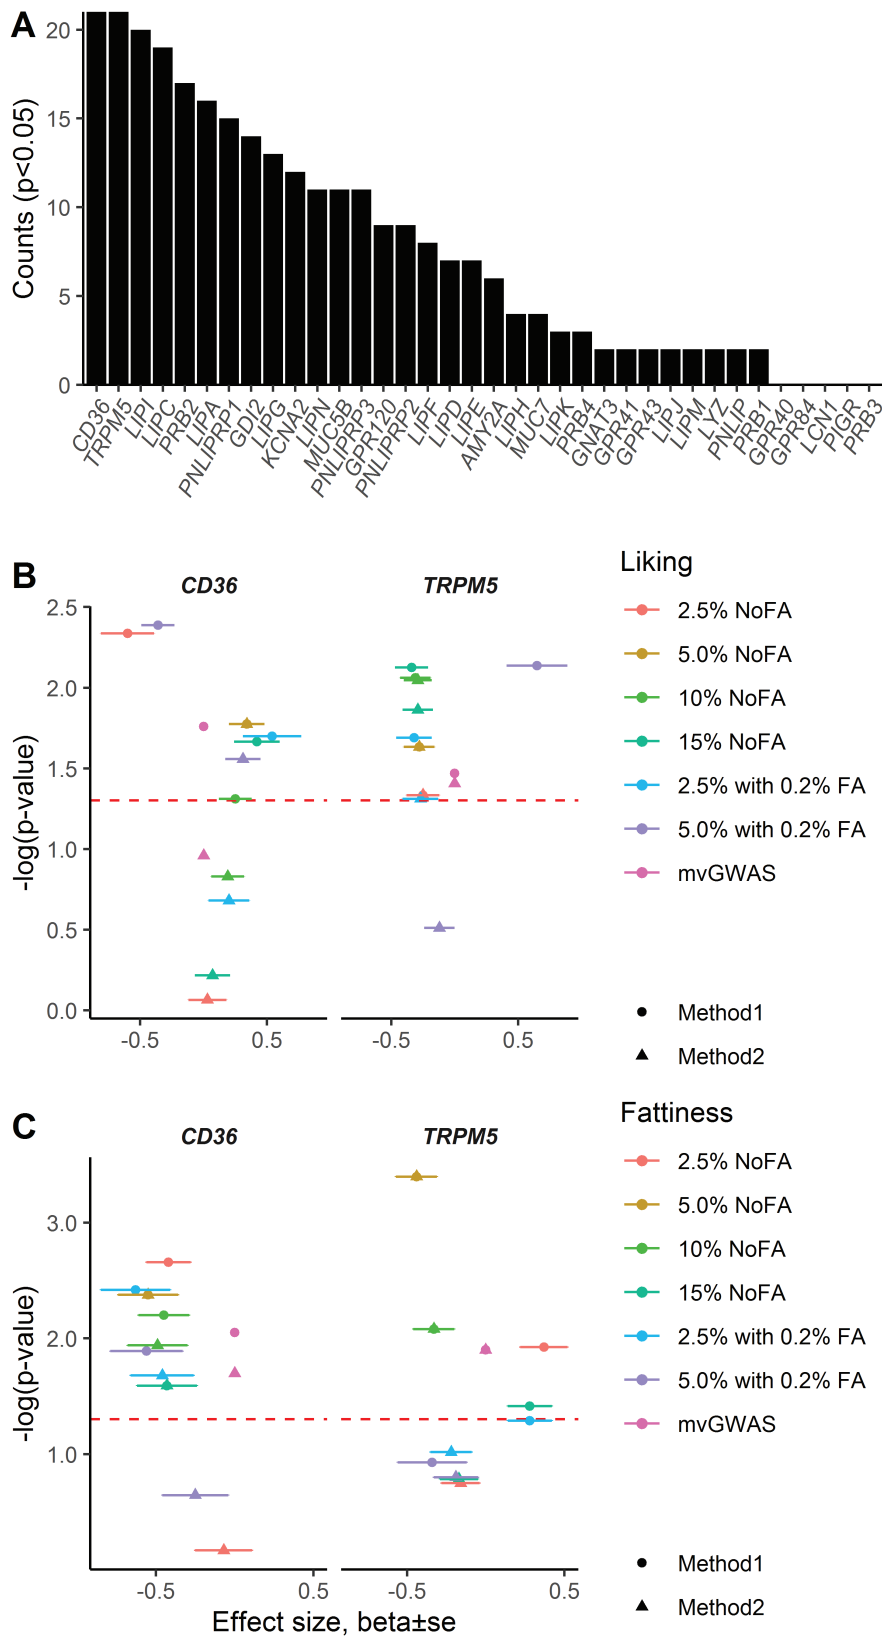 A
Counts (p<0.05)
20
15
10
5
0
CD36
TRPM5
LIPI
LIPC
PRB2
LIPA
PNLIPRP1
GDI2
LIPG
KCNA2
LIPN
MUC5B
PNLIPRP3
GPR120
PNLIPRP2
LIPF
LIPD
LIPE
AMY2A
LIPH
MUC7
LIPK
PRB4
GNAT3
GPR41
GPR43
LIPJ
LIPM
LYZ
PNLIP
PRB1
GPR40
GPR84
LCN1
PIGR
PRB3
B
CD36
TRPM5
-log(p-value)
2.5
2.0
1.5
1.0
0.5
0.0
-0.5
0.5
-0.5
0.5
Liking
2.5% NoFA
5.0% NoFA
10% NoFA
15% NoFA
2.5% with 0.2% FA
5.0% with 0.2% FA
mvGWAS
Method1
Method2
C
CD36
TRPM5
-log(p-value)
3.0
2.0
1.0
-0.5
0.5
-0.5
0.5
Effect size, beta±se
Fattiness
2.5% NoFA
5.0% NoFA
10% NoFA
15% NoFA
2.5% with 0.2% FA
5.0% with 0.2% FA
mvGWAS
Method1
Method2